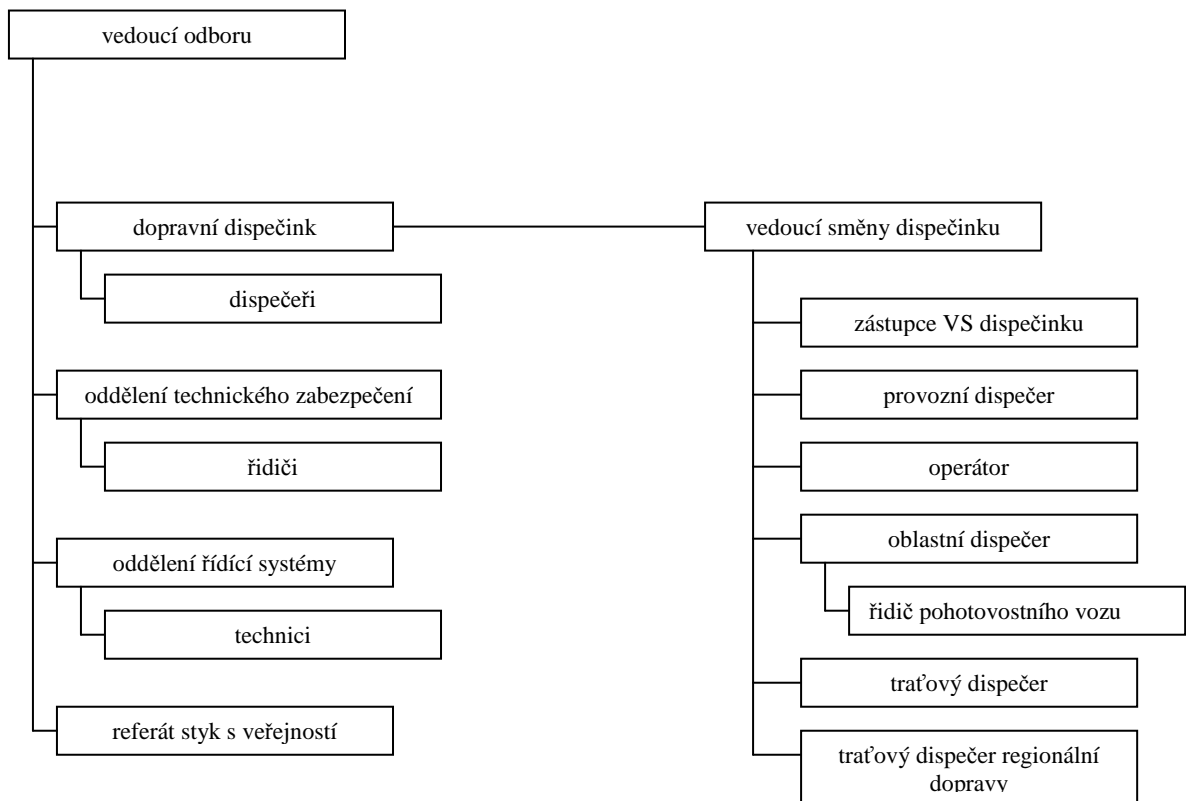 vedoucí odboru
dopravní dispečink
dispečeři
oddělení technického zabezpečení
řidiči
oddělení řídící systémy
technici
referát styk s veřejností
vedoucí směny dispečinku
zástupce VS dispečinku
provozní dispečer
operátor
oblastní dispečer
řidič pohotovostního vozu
traťový dispečer
traťový dispečer regionální
dopravy